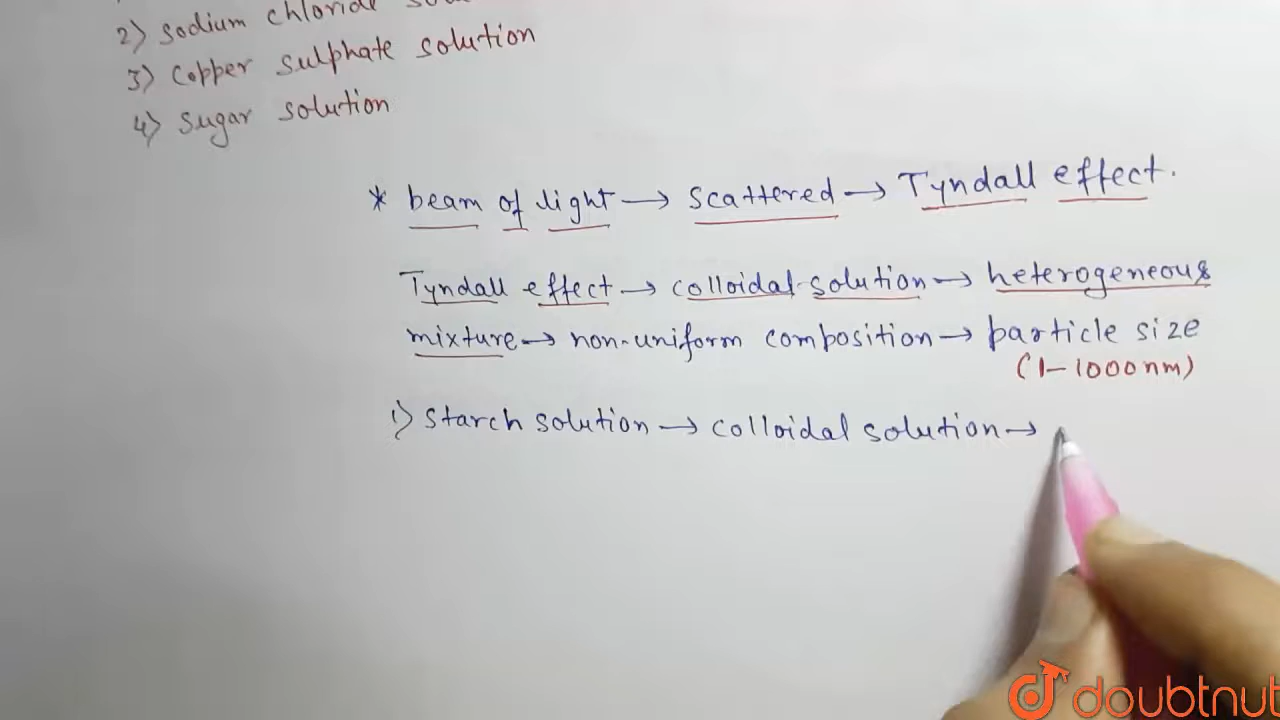 2) Sodium chloride
3) Copper sulphate solution
4) Sugar solution
* beam of light → scattered → Tyndall effect.
Tyndall effect → colloidal solution → heterogeneous
mixture → non-uniform composition → particle size
(1-1000nm)
1) Starch solution → colloidal solution →
doubtnut